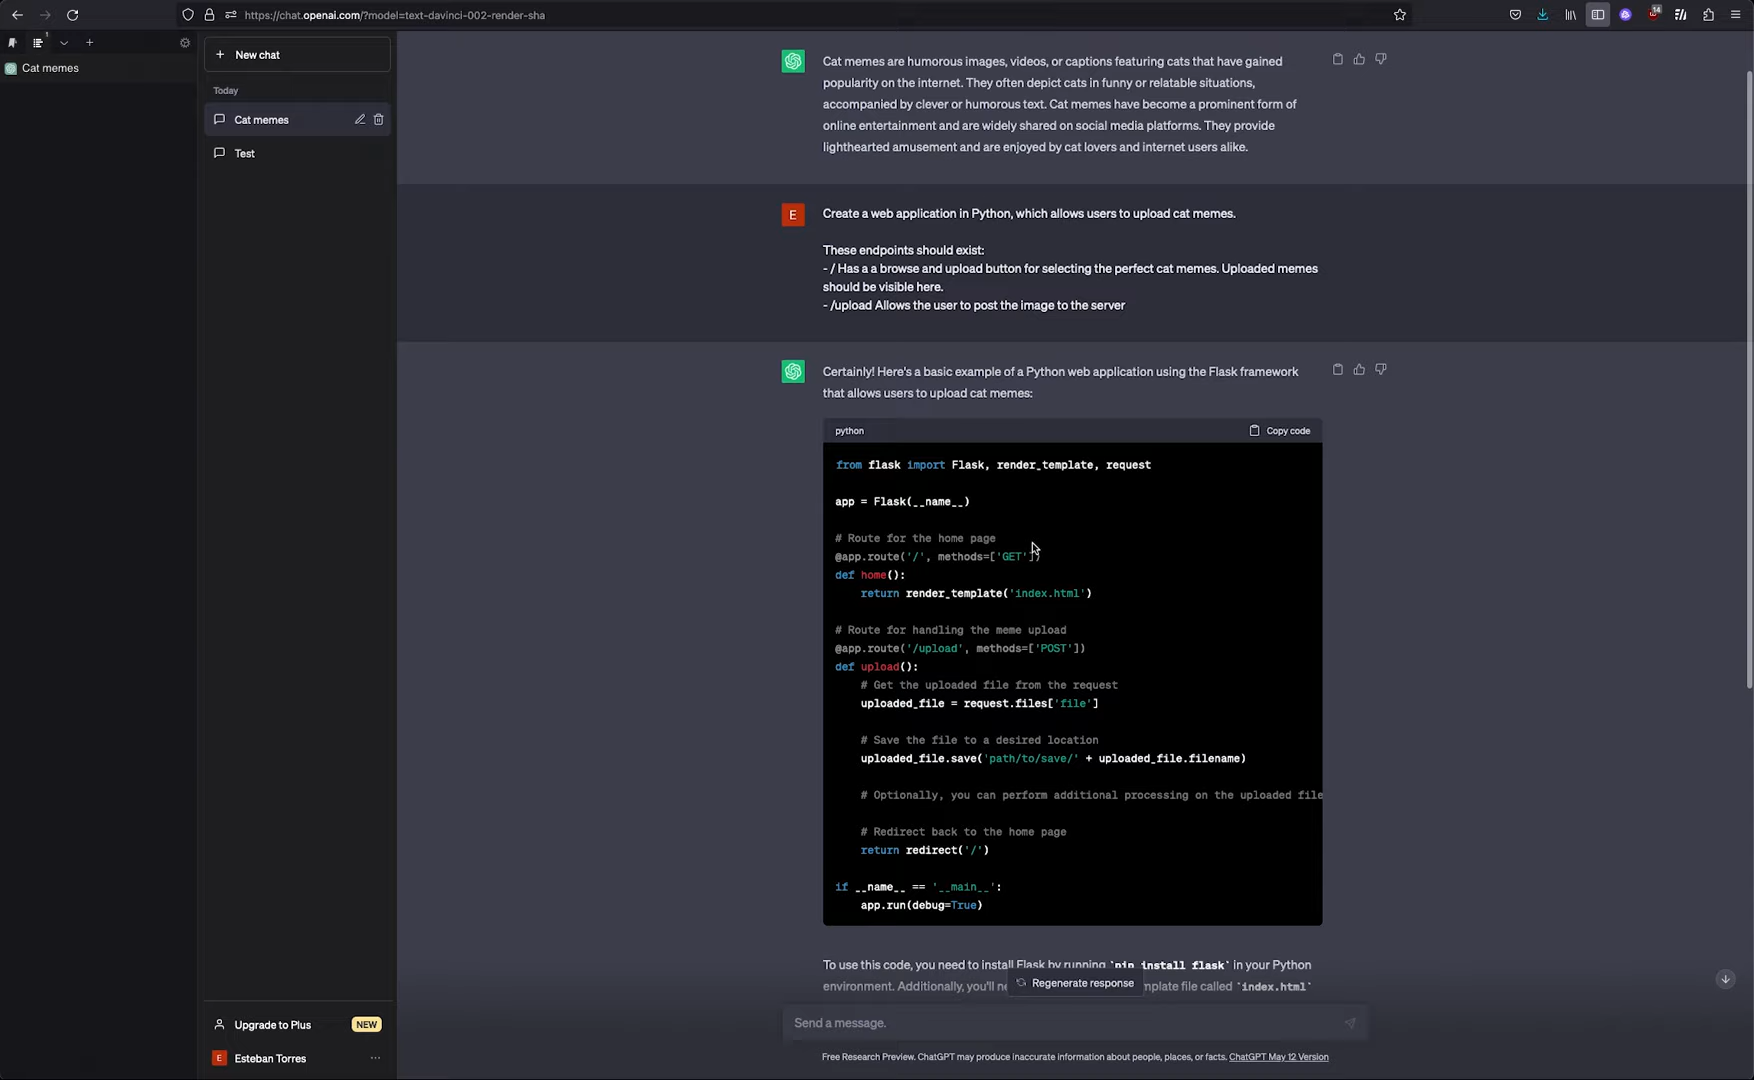 https://chat.openai.com/?model=text-davinci-002-render-sha
14
1
Cat memes
+ New chat
Today
Cat memes
Test
Cat memes are humorous images, videos, or captions featuring cats that have gained
popularity on the internet. They often depict cats in funny or relatable situations,
accompanied by clever or humorous text. Cat memes have become a prominent form of
online entertainment and are widely shared on social media platforms. They provide
lighthearted amusement and are enjoyed by cat lovers and internet users alike.
E
Create a web application in Python, which allows users to upload cat memes.
These endpoints should exist:
- / Has a a browse and upload button for selecting the perfect cat memes. Uploaded memes
should be visible here.
- /upload Allows the user to post the image to the server
Certainly! Here's a basic example of a Python web application using the Flask framework
that allows users to upload cat memes:
python
Copy code
from flask import Flask, render_template, request
app = Flask(__name__)
# Route for the home page
@app.route('/', methods=['GET'])
def home():
    return render_template('index.html')
# Route for handling the meme upload
@app.route('/upload', methods=['POST'])
def upload():
    # Get the uploaded file from the request
    uploaded_file = request.files['file']
    # Save the file to a desired location
    uploaded_file.save('path/to/save/' + uploaded_file.filename)
    # Optionally, you can perform additional processing on the uploaded file
    # Redirect back to the home page
    return redirect('/')
if __name__ == '__main__':
    app.run(debug=True)
To use this code, you need to install Flask by running `pip install flask` in your Python
environment. Additionally, you'll
template file called `index.html`
Regenerate response
Send a message.
Free Research Preview. ChatGPT may produce inaccurate information about people, places, or facts. ChatGPT May 12 Version
Upgrade to Plus
NEW
E
Esteban Torres